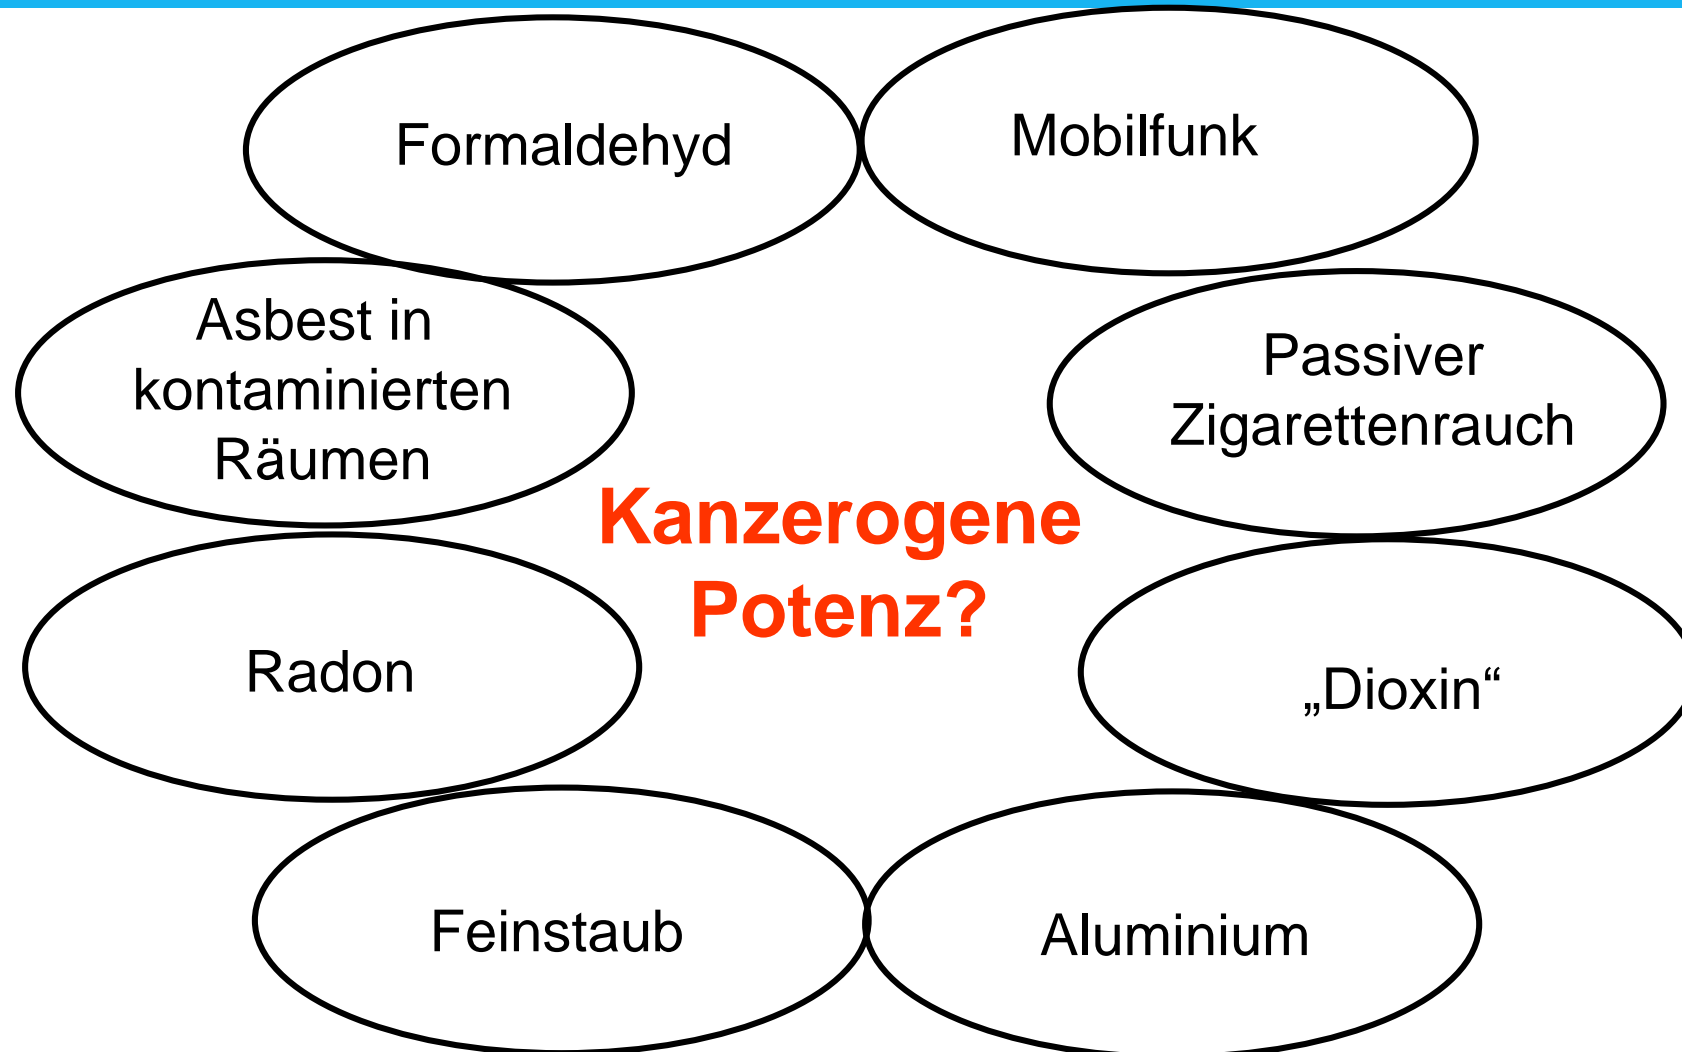 Formaldehyd
Mobilfunk
Asbest in
kontaminierten
Räumen
Passiver
Zigarettenrauch
Kanzerogene
Potenz?
Radon
„Dioxin“
Feinstaub
Aluminium